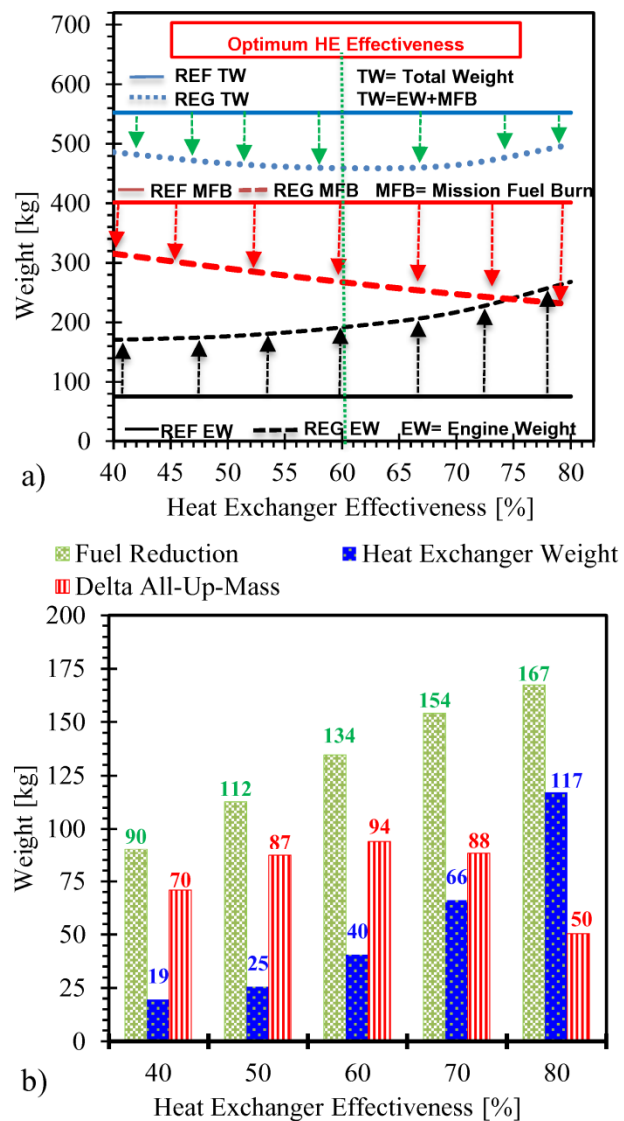 700
Optimum HE Effectiveness
600
REF TW TW= Total Weight
REG TW TW=EW+MFB
500
REF MFB REG MFB MFB= Mission Fuel Burn
400
300
200
100
REF EW REG EW EW= Engine Weight
0
Weight [kg]
40 45 50 55 60 65 70 75 80
a)
Heat Exchanger Effectiveness [%]
Fuel Reduction Heat Exchanger Weight
Delta All-Up-Mass
200
175
150
125
100
75
50
25
0
Weight [kg]
90 19 70
112 25 87
134 40 94
154 66 88
167 117 50
40 50 60 70 80
b)
Heat Exchanger Effectiveness [%]